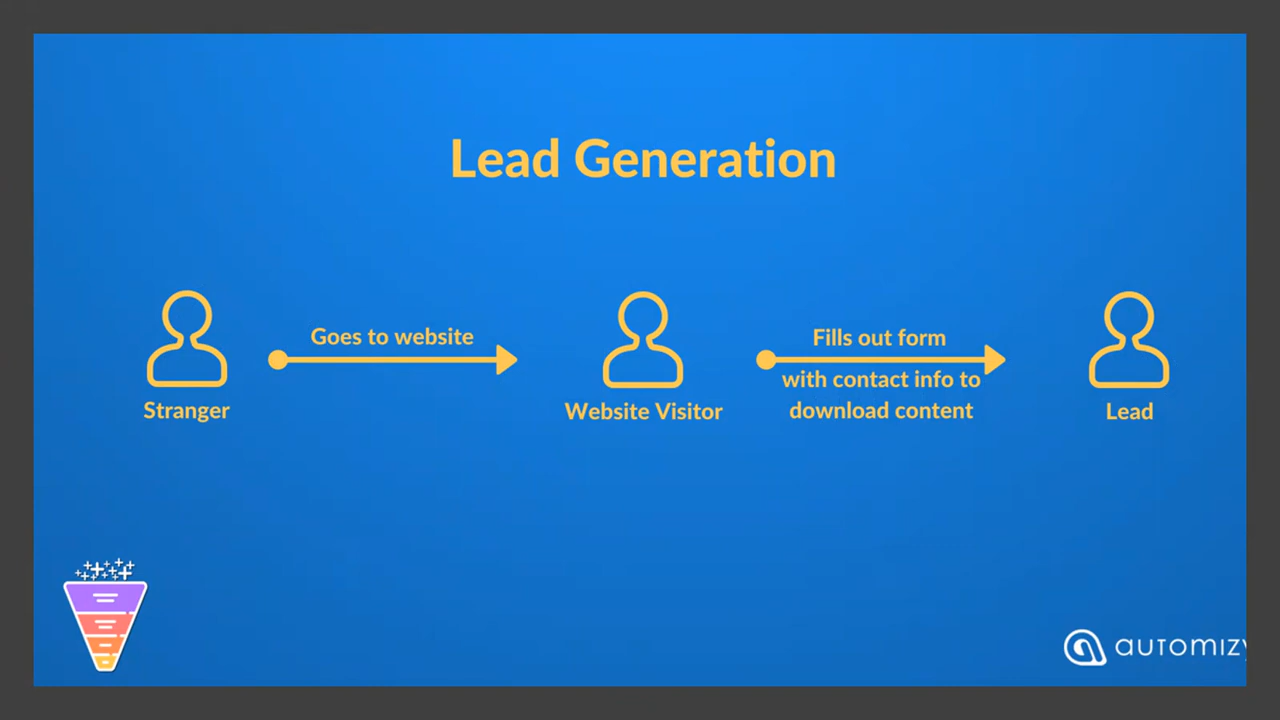 Lead Generation
Goes to website
Fills out form
with contact info to
download content
Stranger
Website Visitor
Lead
automizy